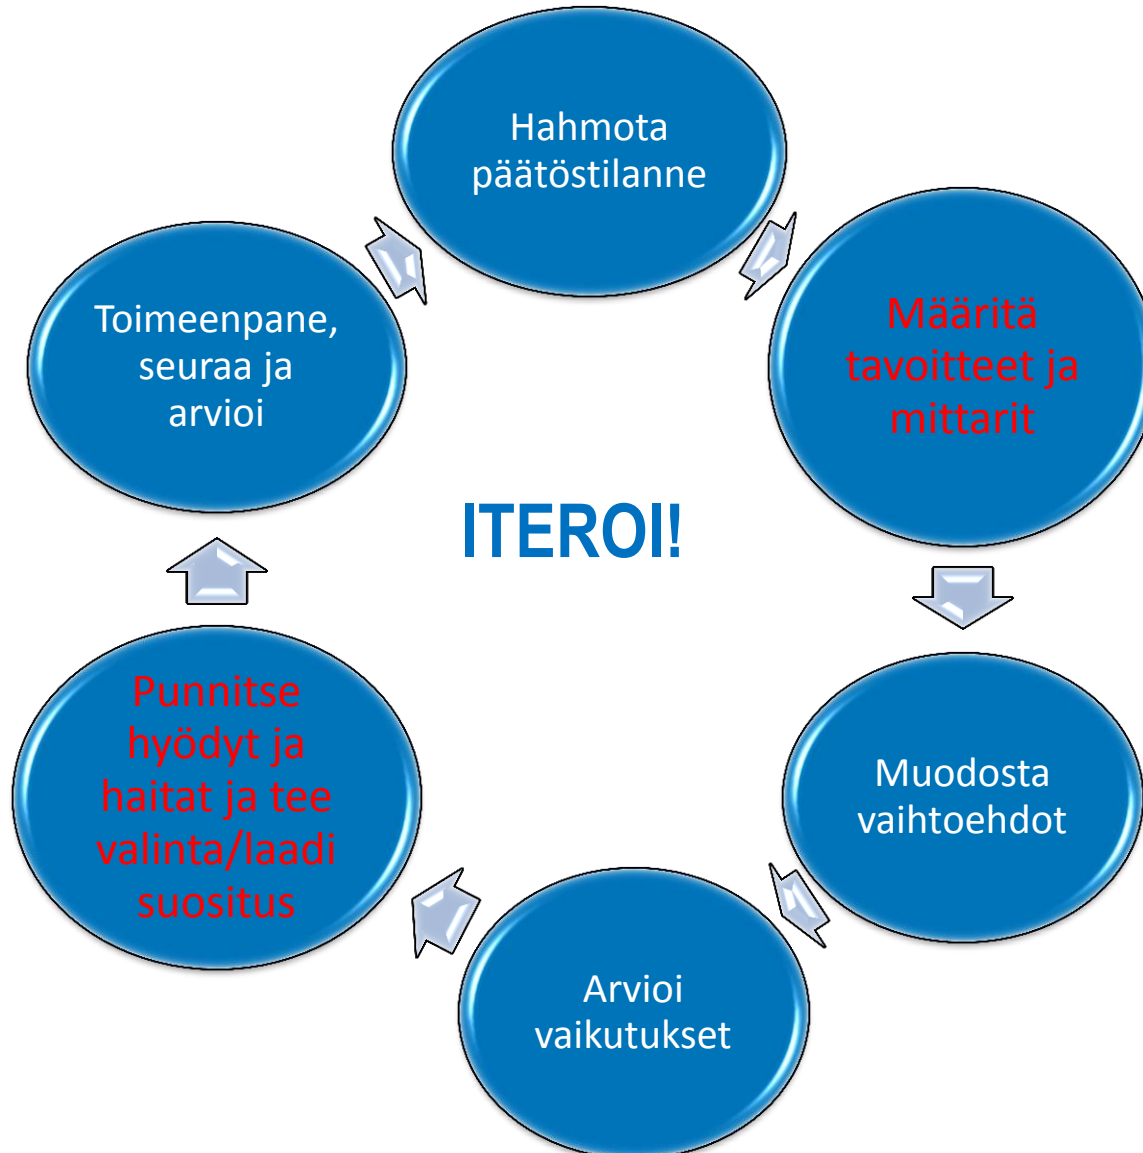 Hahmota
päätöstilanne
Määritä
tavoitteet ja
mittarit
Muodosta
vaihtoehdot
Arvioi
vaikutukset
Punnitse
hyödyt ja
haitat ja tee
valinta/laadi
suositus
Toimeenpane,
seuraa ja
arvioi
ITEROI!